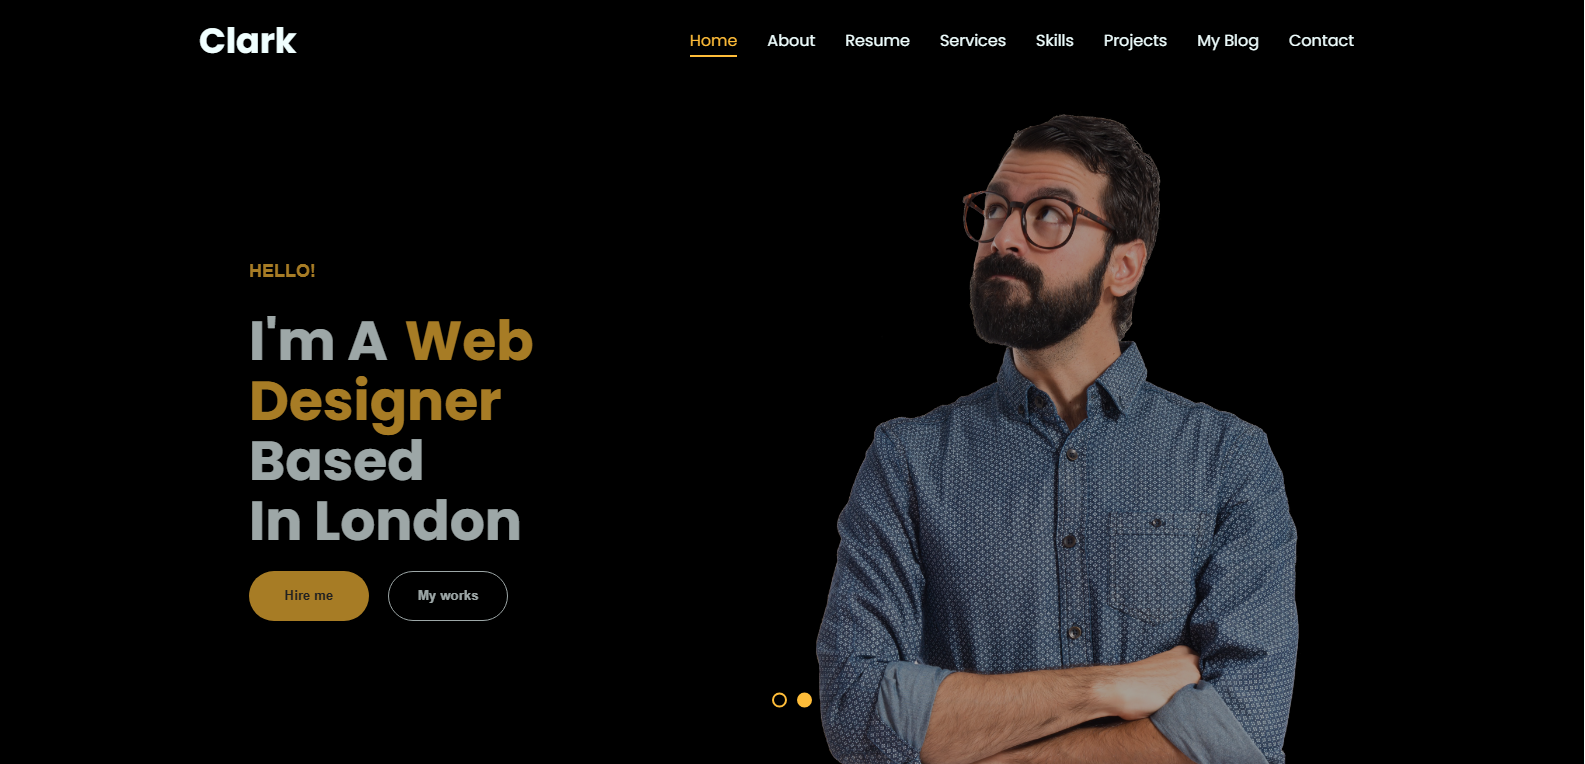 Clark
Home About Resume Services Skills Projects My Blog Contact
HELLO!
I'm A Web
Designer
Based
In London
Hire me My works